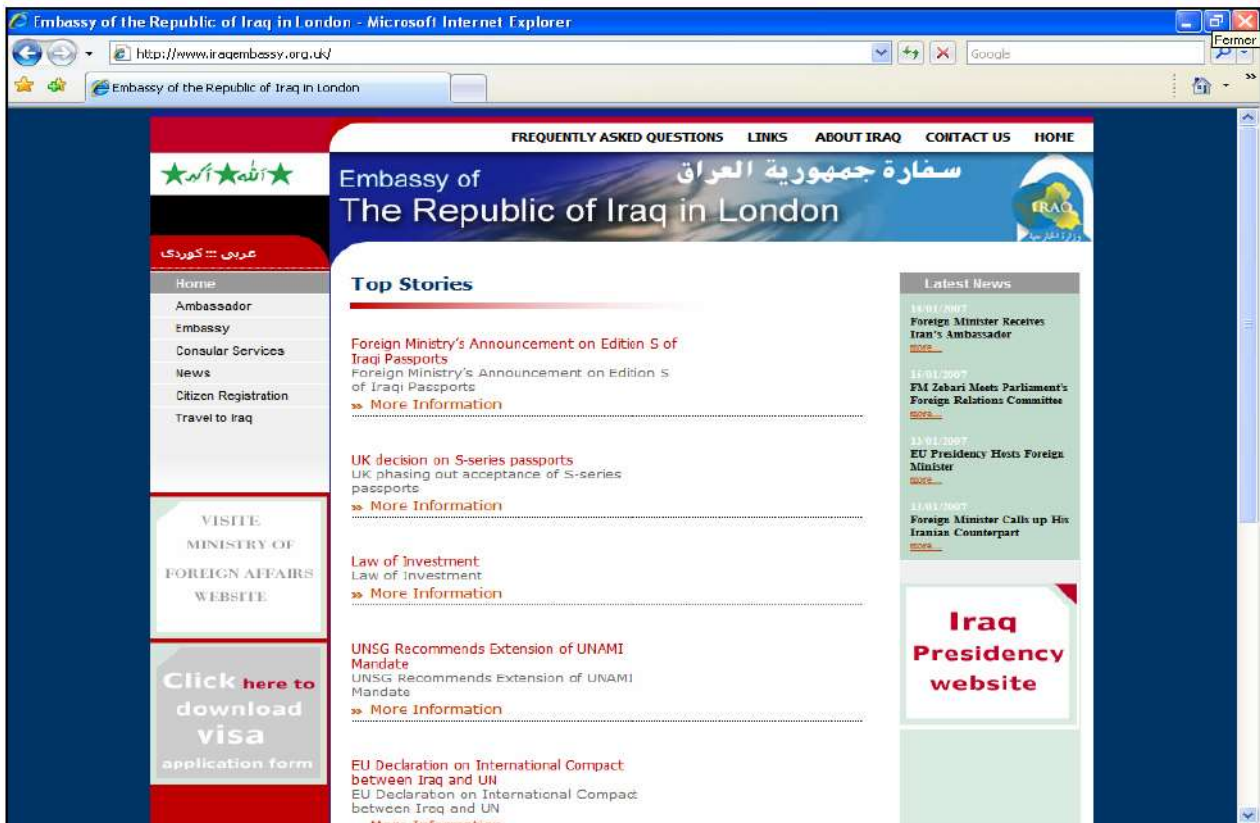 Embassy of the Republic of Iraq in London - Microsoft Internet Explorer
Fermer
http://www.iraqembassy.org.uk/
Google
Embassy of the Republic of Iraq in London
FREQUENTLY ASKED QUESTIONS LINKS ABOUT IRAQ CONTACT US HOME
الله أكبر
سفارة جمهورية العراق
Embassy of
The Republic of Iraq in London
IRAQ
عربى ::: كوردى
Home
Ambassador
Embassy
Consular Services
News
Citizen Registration
Travel to Iraq
VISITE
MINISTRY OF
FOREIGN AFFAIRS
WEBSITE
Click here to
download
visa
application form
Top Stories
Foreign Ministry's Announcement on Edition S of
Iraqi Passports
Foreign Ministry's Announcement on Edition S
of Iraqi Passports
» More Information
UK decision on S-series passports
UK phasing out acceptance of S-series
passports
» More Information
Law of Investment
Law of Investment
» More Information
UNSG Recommends Extension of UNAMI
Mandate
UNSG Recommends Extension of UNAMI
Mandate
» More Information
EU Declaration on International Compact
between Iraq and UN
EU Declaration on International Compact
between Iraq and UN
Latest News
Foreign Minister Receives
Iran's Ambassador
more...
FM Zebari Meets Parliament's
Foreign Relations Committee
more...
EU Presidency Hosts Foreign
Minister
more...
Foreign Minister Calls up His
Iranian Counterpart
more...
Iraq
Presidency
website